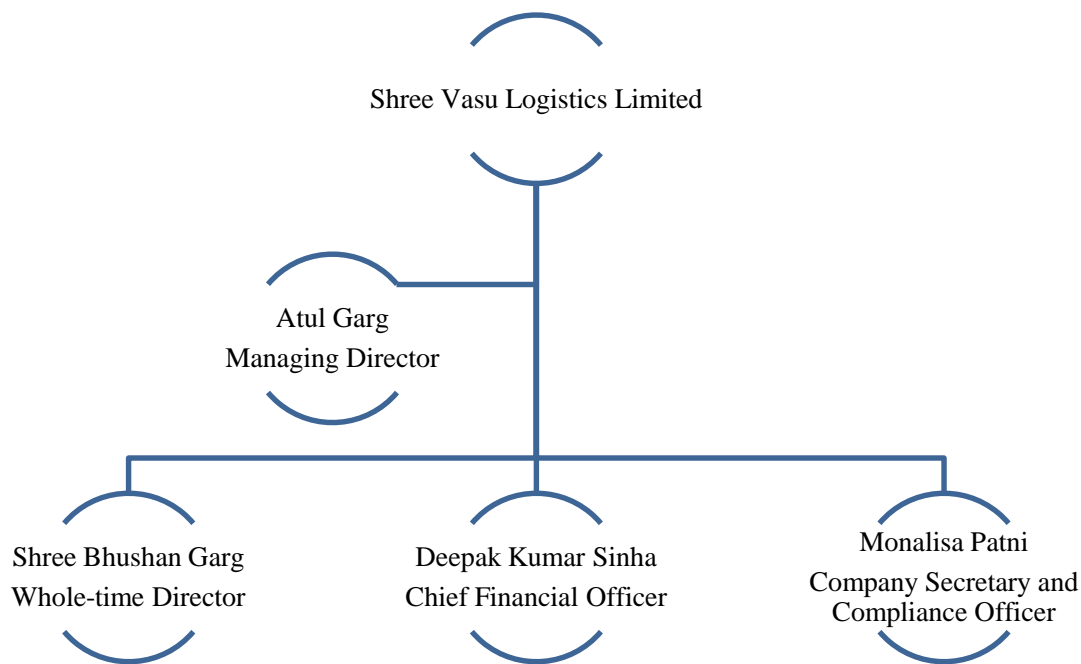 Shree Vasu Logistics Limited
Atul Garg
Managing Director
Shree Bhushan Garg
Whole-time Director
Deepak Kumar Sinha
Chief Financial Officer
Monalisa Patni
Company Secretary and
Compliance Officer